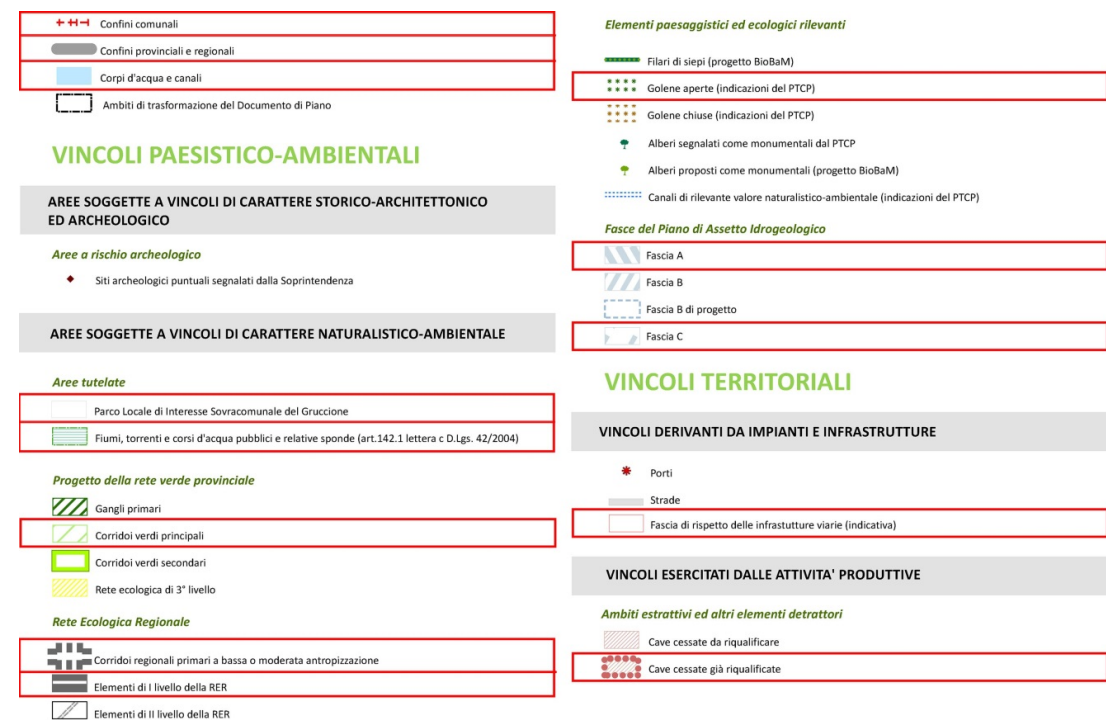 Confini comunali
Confini provinciali e regionali
Corpi d'acqua e canali
Ambiti di trasformazione del Documento di Piano
VINCOLI PAESISTICO-AMBIENTALI
AREE SOGGETTE A VINCOLI DI CARATTERE STORICO-ARCHITETTONICO
ED ARCHEOLOGICO
Aree a rischio archeologico
Siti archeologici puntuali segnalati dalla Soprintendenza
AREE SOGGETTE A VINCOLI DI CARATTERE NATURALISTICO-AMBIENTALE
Aree tutelate
Parco Locale di Interesse Sovracomunale del Gruccione
Fiumi, torrenti e corsi d'acqua pubblici e relative sponde (art.142.1 lettera c D.Lgs. 42/2004)
Progetto della rete verde provinciale
Gangli primari
Corridoi verdi principali
Corridoi verdi secondari
Rete ecologica di 3° livello
Rete Ecologica Regionale
Corridoi regionali primari a bassa o moderata antropizzazione
Elementi di I livello della RER
Elementi di II livello della RER
Elementi paesaggistici ed ecologici rilevanti
Filari di siepi (progetto BioBaM)
Golene aperte (indicazioni del PTCP)
Golene chiuse (indicazioni del PTCP)
Alberi segnalati come monumentali dal PTCP
Alberi proposti come monumentali (progetto BioBaM)
Canali di rilevante valore naturalistico-ambientale (indicazioni del PTCP)
Fasce del Piano di Assetto Idrogeologico
Fascia A
Fascia B
Fascia B di progetto
Fascia C
VINCOLI TERRITORIALI
VINCOLI DERIVANTI DA IMPIANTI E INFRASTRUTTURE
Porti
Strade
Fascia di rispetto delle infrastutture viarie (indicativa)
VINCOLI ESERCITATI DALLE ATTIVITA' PRODUTTIVE
Ambiti estrattivi ed altri elementi detrattori
Cave cessate da riqualificare
Cave cessate già riqualificate